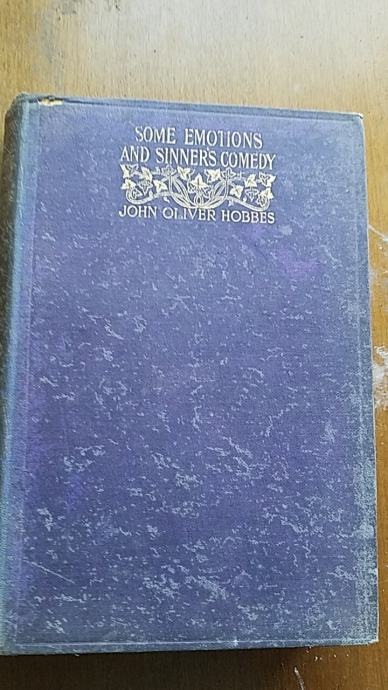 SOME EMOTIONS
AND SINNER'S COMEDY
JOHN OLIVER HOBBES